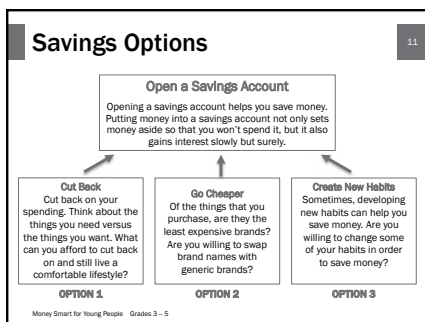 Savings Options
11
Open a Savings Account
Opening a savings account helps you save money.
Putting money into a savings account not only sets
money aside so that you won't spend it, but it also
gains interest slowly but surely.
Cut Back
Cut back on your
spending. Think about the
things you need versus
the things you want. What
can you afford to cut back
on and still live a
comfortable lifestyle?
OPTION 1
Go Cheaper
Of the things that you
purchase, are they the
least expensive brands?
Are you willing to swap
brand names with
generic brands?
OPTION 2
Create New Habits
Sometimes, developing
new habits can help you
save money. Are you
willing to change some
of your habits in order
to save money?
OPTION 3
Money Smart for Young People Grades 3 – 5